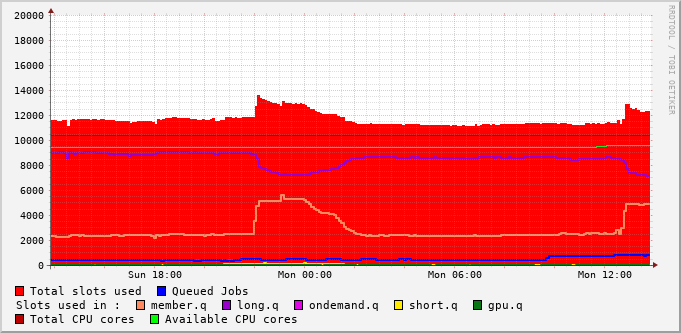 20000
18000
16000
14000
12000
10000
8000
6000
4000
2000
0
Sun 18:00 Mon 00:00 Mon 06:00 Mon 12:00
Total slots used Queued Jobs
Slots used in : member.q long.q ondemand.q short.q gpu.q
Total CPU cores Available CPU cores
RRDTOOL / TOBI OETIKER